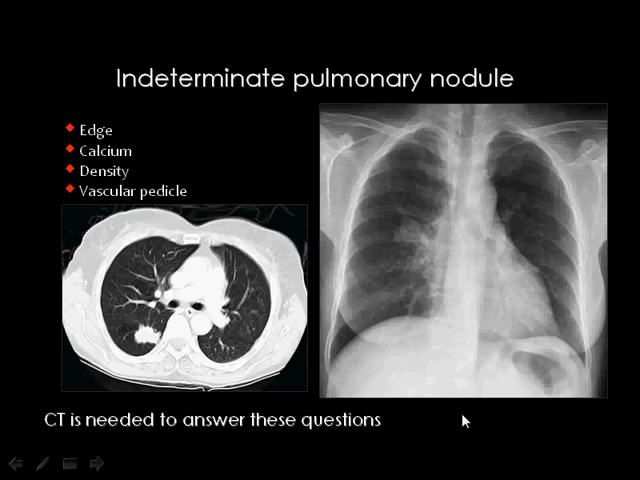 Indeterminate pulmonary nodule
Edge
Calcium
Density
Vascular pedicle
CT is needed to answer these questions